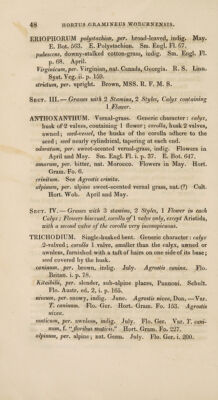 48 HORTUS GRAMINEUS WOBURNENSIS.
ERIOPHORUM polystachion, per. broad-leaved, indig. May.
E. Bot. 563. E. Polystachion. Sm. Engl. Fl. 67.
pubescens, downy-stalked cotton-grass, indig. Sm. Engl. Fl.
p. 68. April.
Virginicum, per. Virginian, nat. Canada, Georgia. R. S. Linn.
Syst. Veg. ii. p. 159.
strictum, per. upright. Brown, MSS. R. F. M. S.
SECT. III. — Grasses with 2 Stamina, 2 Styles, Calyx containing
1 Flower.
ANTHOXANTHUM. Vernal-grass. Generic character: calyx,
husk of 2 valves, containing 1 flower; corolla, husk 2 valves,
awned; seed-vessel, the husks of the corolla adhere to the
seed; seed nearly cylindrical, tapering at each end.
odoratum, per. sweet-scented vernal-grass, indig. Flowers in
April and May. Sm. Engl. Fl. i. p. 37. E. Bot. 647.
amarum, per. bitter, nat. Morocco. Flowers in May. Hort.
Gram. Fo. 6.
crinitum. See Agrostis crinita.
alpinum, per. alpine sweet-scented vernal grass, nat. (?) Cult.
Hort. Wob. April and May.
SECT. IV. — Grasses with 3 stamina, 2 Styles, 1 Flower in each
Calyx; Flowers bisexual, corolla of 1 valve only, except Aristida,
with a second valve of the corolla very inconspicuous.
TRICHODIUM. Single-husked bent. Generic character: calyx
2-valved; corolla 1 valve, smaller than the calyx, awned or
awnless, furnished with a tuft of hairs on one side of its base;
seed covered by the husk.
caninum, per. brown, indig. July. Agrostis canina. Flo.
Britan. i. p. 78.
Kitaibilis, per. slender, sub-alpine places, Pannoni. Schult.
Flo. Austr. ed. 2, i. p. 165.
niveum, per. snowy, indig. June. Agrostis nivea, Don. — Var.
T. caninum. Flo. Ger. Hort. Gram. Fo. 153. Agrostis
nivea.
muticum, per. awnless, indig. July. Flo. Ger. Var. T. cani-
num, f. "floribus muticis." Hort. Gram. Fo. 227.
alpinum, per. alpine; nat. Germ. July. Flo. Ger. i. 200.